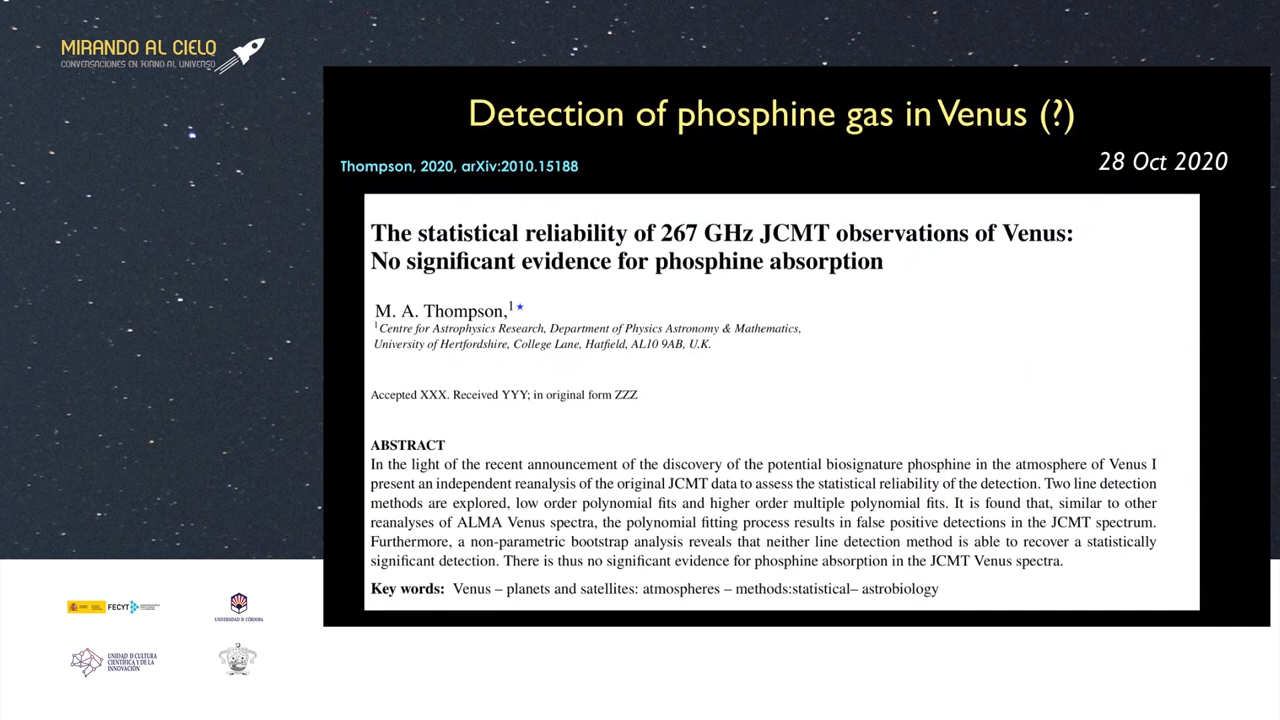 MIRANDO AL CIELO
CONVERSACIONES EN TORNO AL UNIVERSO
Detection of phosphine gas in Venus (?)
Thompson, 2020, arXiv:2010.15188
28 Oct 2020
The statistical reliability of 267 GHz JCMT observations of Venus:
No significant evidence for phosphine absorption
M. A. Thompson,1★
1Centre for Astrophysics Research, Department of Physics Astronomy & Mathematics,
University of Hertfordshire, College Lane, Hatfield, AL10 9AB, U.K.
Accepted XXX. Received YYY; in original form ZZZ
ABSTRACT
In the light of the recent announcement of the discovery of the potential biosignature phosphine in the atmosphere of Venus I
present an independent reanalysis of the original JCMT data to assess the statistical reliability of the detection. Two line detection
methods are explored, low order polynomial fits and higher order multiple polynomial fits. It is found that, similar to other
reanalyses of ALMA Venus spectra, the polynomial fitting process results in false positive detections in the JCMT spectrum.
Furthermore, a non-parametric bootstrap analysis reveals that neither line detection method is able to recover a statistically
significant detection. There is thus no significant evidence for phosphine absorption in the JCMT Venus spectra.
Key words: Venus – planets and satellites: atmospheres – methods:statistical– astrobiology
FECYT
UNIVERSIDAD D CÓRDOBA
UNIDAD D CULTURA
CIENTÍFICA Y DE LA
INNOVACIÓN